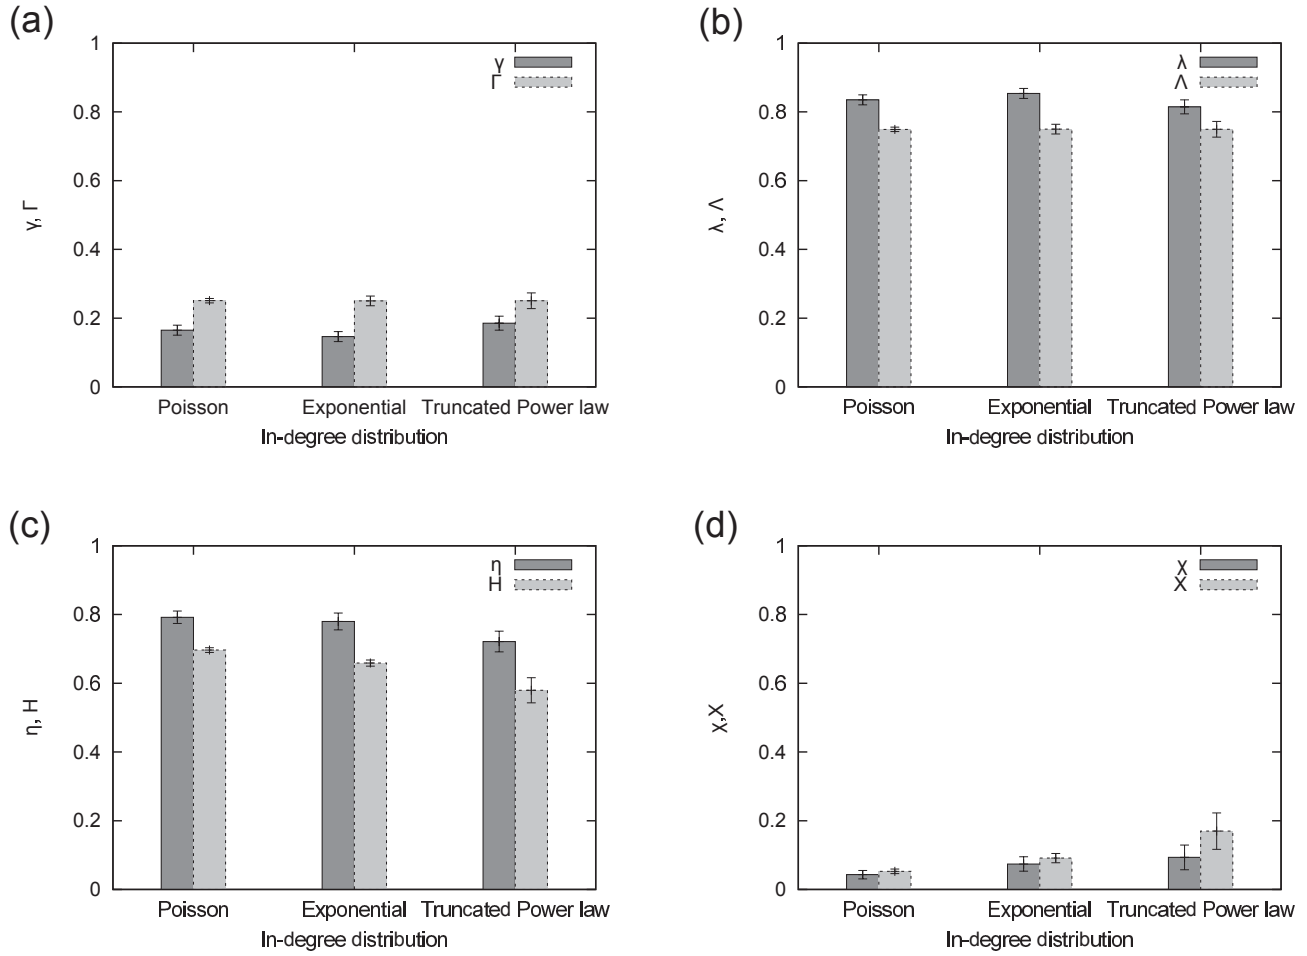 (a)
1
0.8
0.6
0.4
0.2
0
γ, Γ
γ
Γ
Poisson Exponential Truncated Power law
In-degree distribution
(b)
1
0.8
0.6
0.4
0.2
0
λ, Λ
λ
Λ
Poisson Exponential Truncated Power law
In-degree distribution
(c)
1
0.8
0.6
0.4
0.2
0
η, H
η
H
Poisson Exponential Truncated Power law
In-degree distribution
(d)
1
0.8
0.6
0.4
0.2
0
χ,X
χ
X
Poisson Exponential Truncated Power law
In-degree distribution